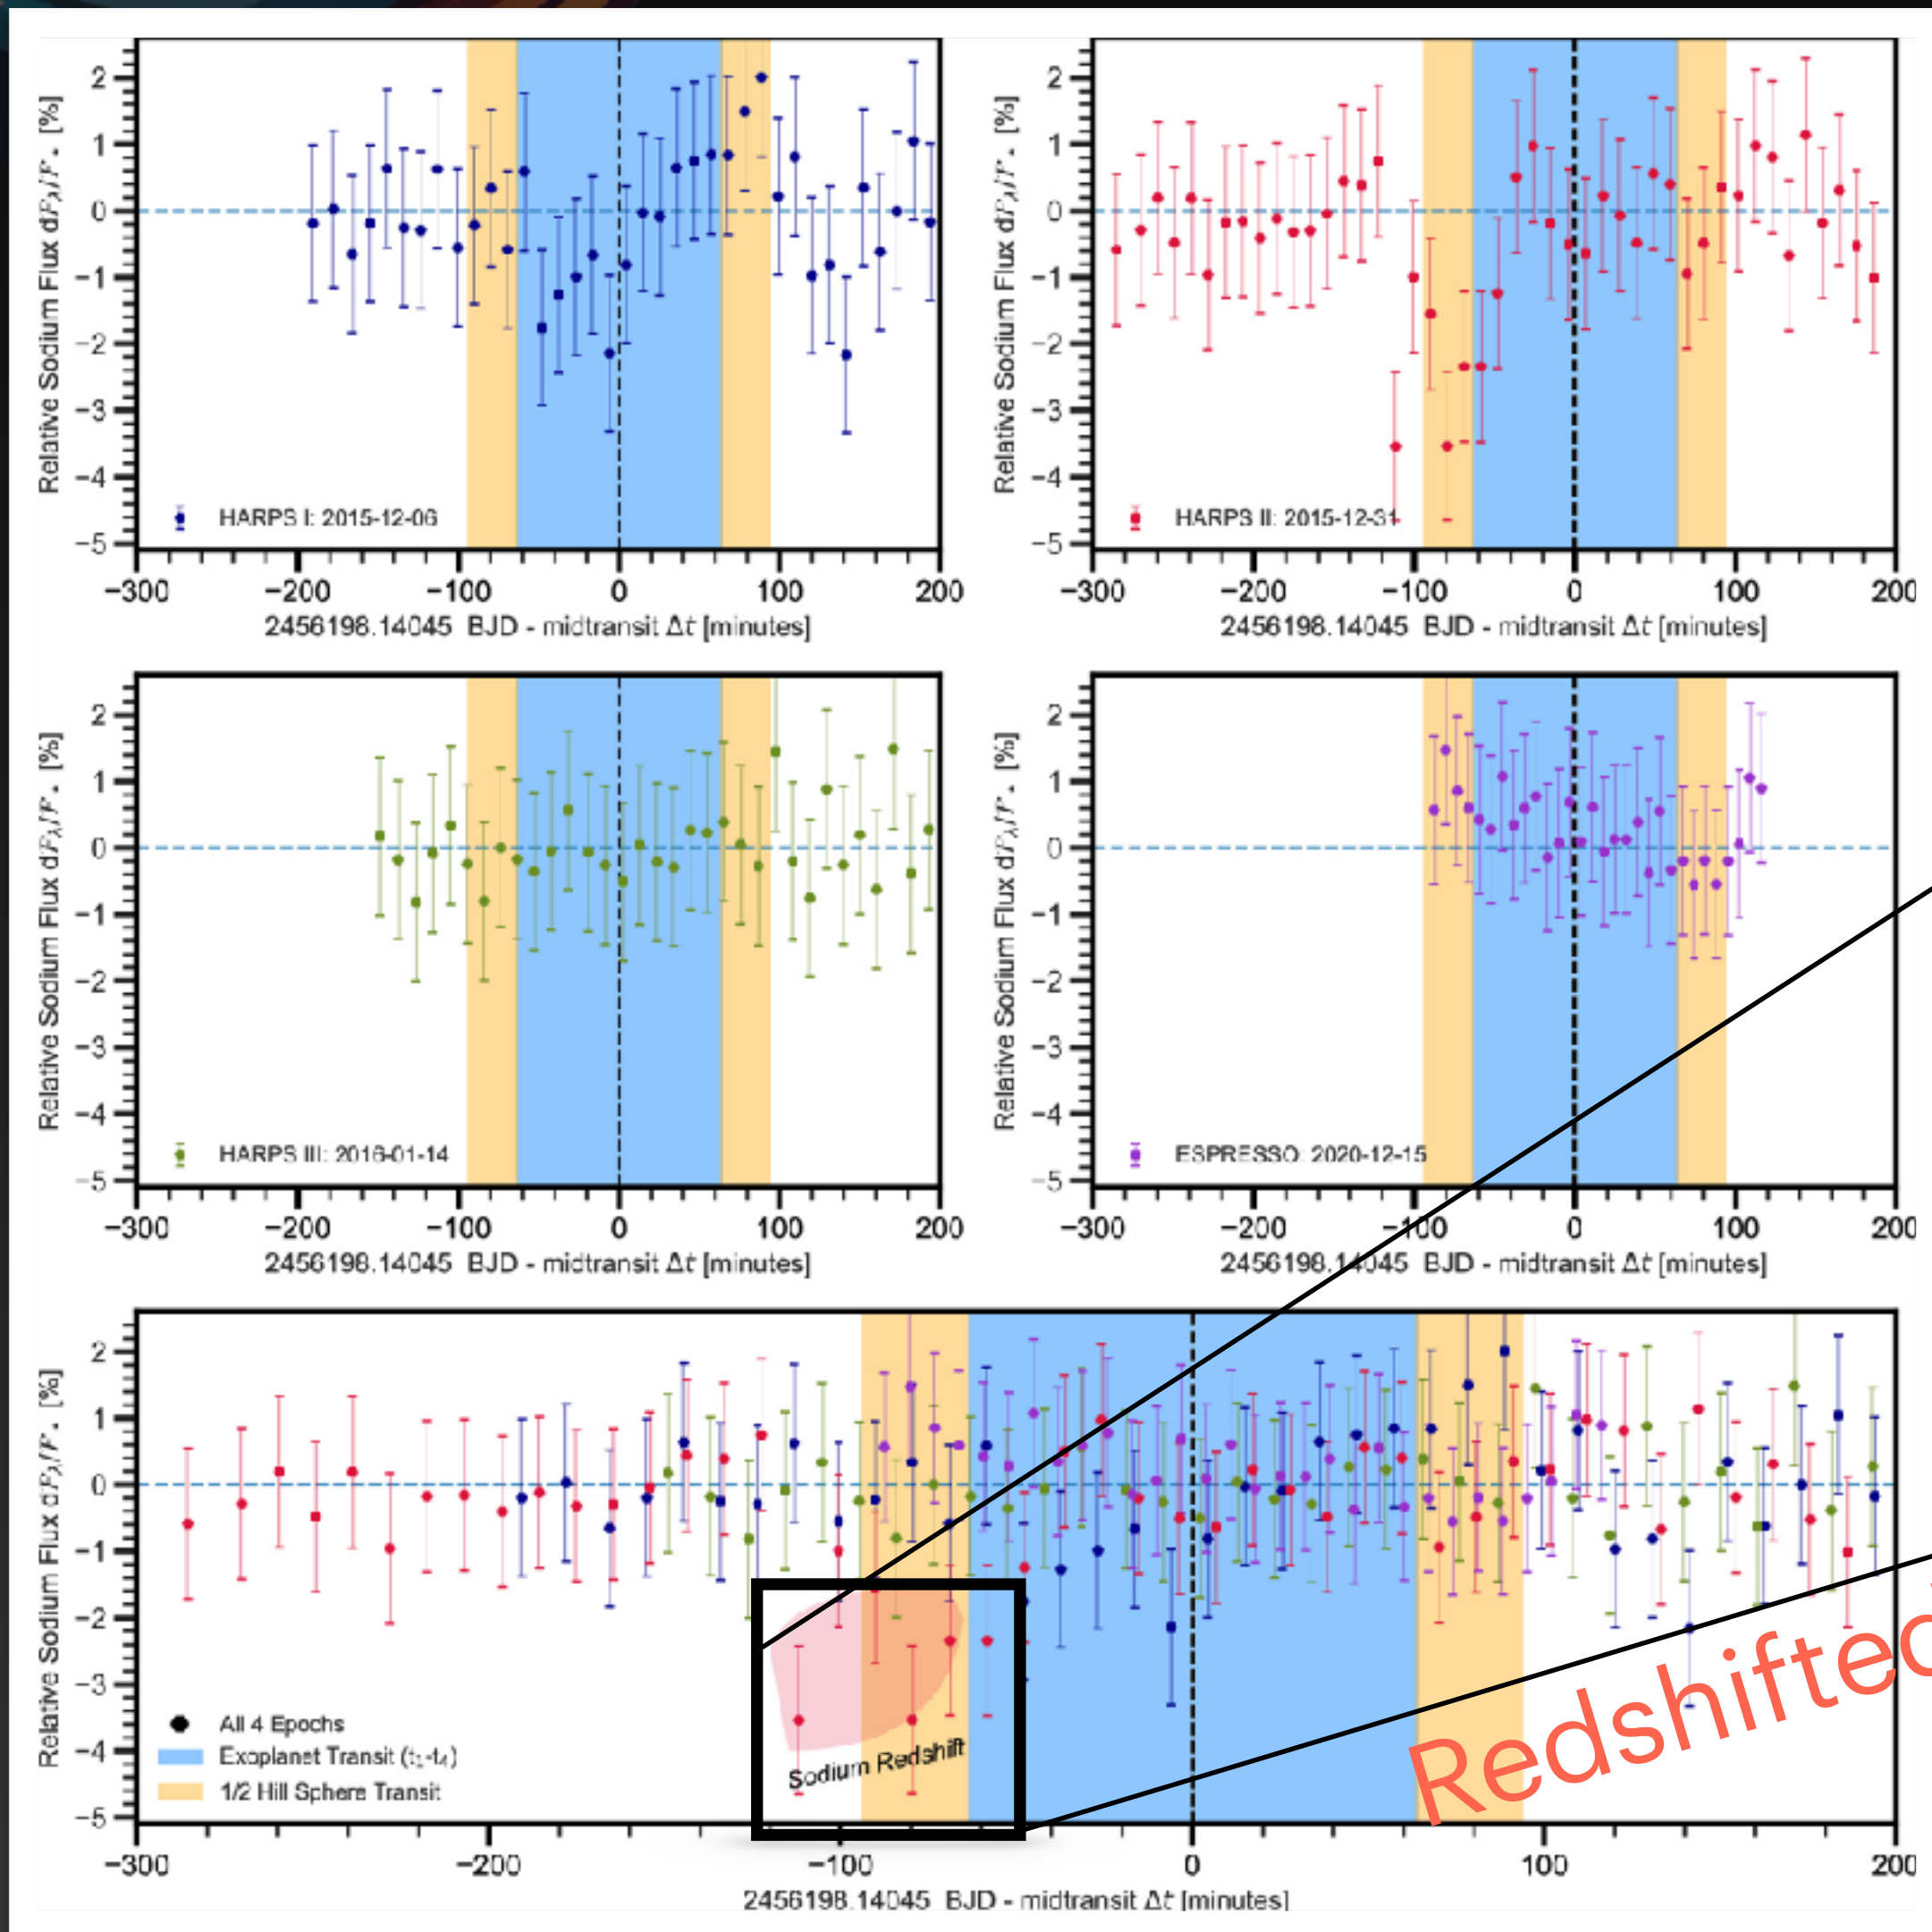 Relative Sodium Flux dFλ/F⋆ [%]
2
1
0
−1
−2
−3
−4
−5
HARPS I: 2015-12-06
−300 −200 −100 0 100 200
2456198.14045 BJD - midtransit Δt [minutes]
Relative Sodium Flux dFλ/F⋆ [%]
2
1
0
−1
−2
−3
−4
−5
HARPS II: 2015-12-31
−300 −200 −100 0 100 200
2456198.14045 BJD - midtransit Δt [minutes]
Relative Sodium Flux dFλ/F⋆ [%]
2
1
0
−1
−2
−3
−4
−5
HARPS III: 2016-01-14
−300 −200 −100 0 100 200
2456198.14045 BJD - midtransit Δt [minutes]
Relative Sodium Flux dFλ/F⋆ [%]
2
1
0
−1
−2
−3
−4
−5
ESPRESSO: 2020-12-15
−300 −200 −100 0 100 200
2456198.14045 BJD - midtransit Δt [minutes]
Relative Sodium Flux dFλ/F⋆ [%]
2
1
0
−1
−2
−3
−4
−5
All 4 Epochs
Exoplanet Transit (t₁-t₄)
1/2 Hill Sphere Transit
Sodium Redshift
Redshifted
−300 −200 −100 0 100 200
2456198.14045 BJD - midtransit Δt [minutes]